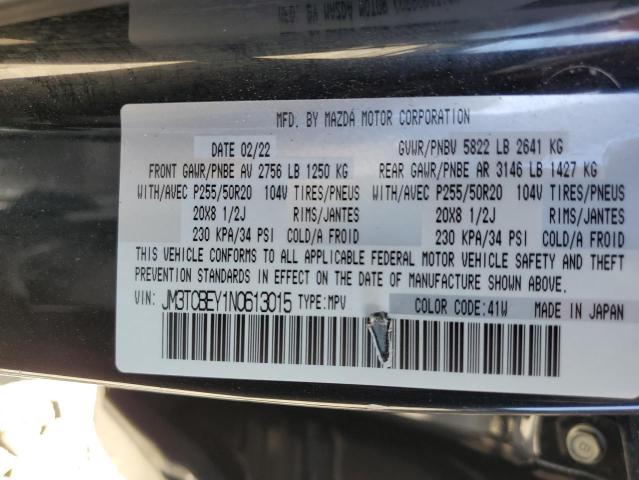 MFD. BY MAZDA MOTOR CORPORATION
DATE 02/22 GVWR/PNBV 5822 LB 2641 KG
FRONT GAWR/PNBE AV 2756 LB 1250 KG REAR GAWR/PNBE AR 3146 LB 1427 KG
WITH/AVEC P255/50R20 104V TIRES/PNEUS WITH/AVEC P255/50R20 104V TIRES/PNEUS
20X8 1/2J RIMS/JANTES 20X8 1/2J RIMS/JANTES
230 KPA/34 PSI COLD/A FROID 230 KPA/34 PSI COLD/A FROID
THIS VEHICLE CONFORMS TO ALL APPLICABLE FEDERAL MOTOR VEHICLE SAFETY AND THEFT
PREVENTION STANDARDS IN EFFECT ON THE DATE OF MANUFACTURE SHOWN ABOVE.
VIN: JM3TCBEY1N0613015 TYPE:MPV COLOR CODE:41W MADE IN JAPAN